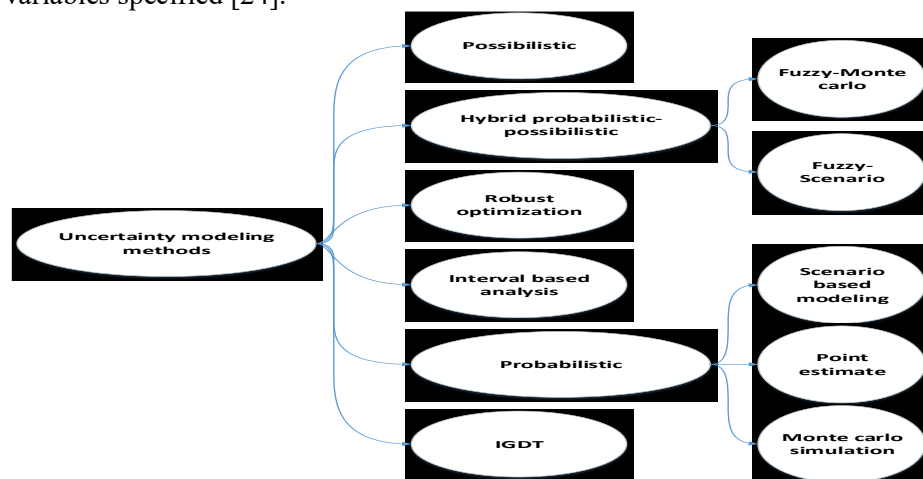 variables specified [24].
Possibilistic
Hybrid probabilistic-
possibilistic
Fuzzy-Monte
carlo
Fuzzy-
Scenario
Robust
optimization
Uncertainty modeling
methods
Interval based
analysis
Scenario
based
modeling
Probabilistic
Point
estimate
IGDT
Monte carlo
simulation